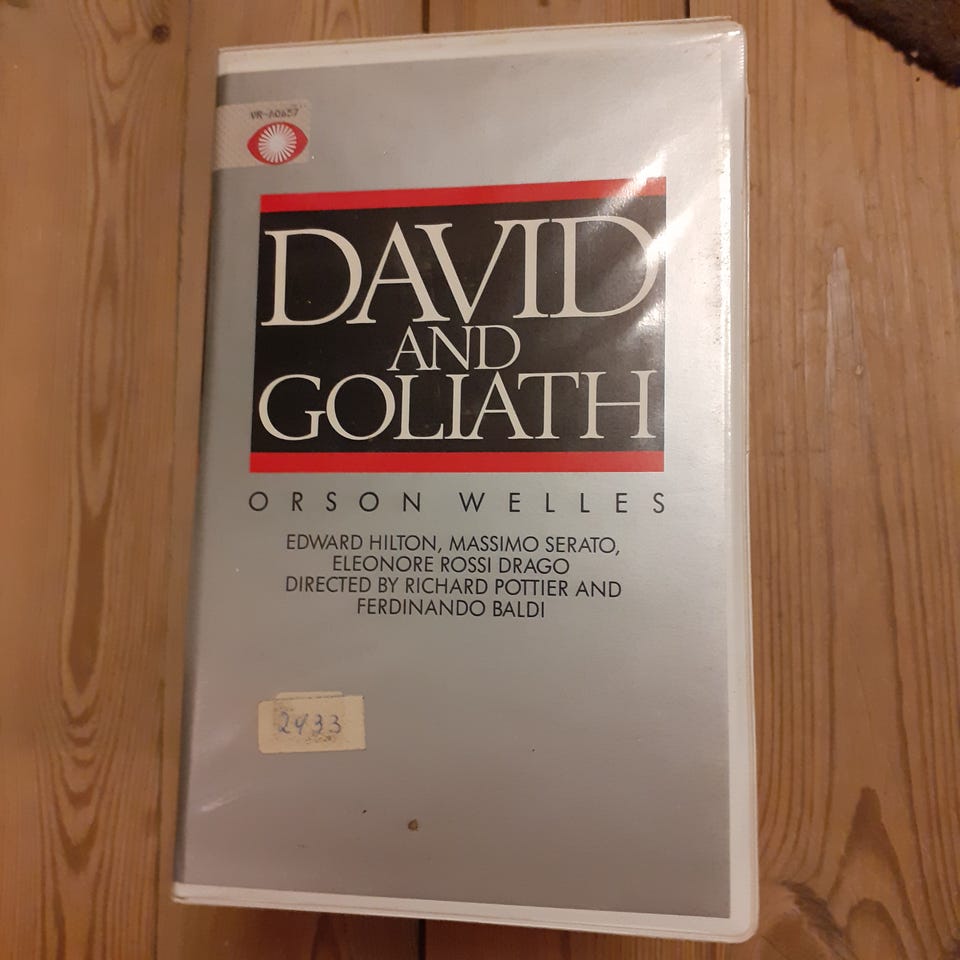 VR-A0657
DAVID
AND
GOLIATH
ORSON WELLES
EDWARD HILTON, MASSIMO SERATO,
ELEONORE ROSSI DRAGO
DIRECTED BY RICHARD POTTIER AND
FERDINANDO BALDI
2433